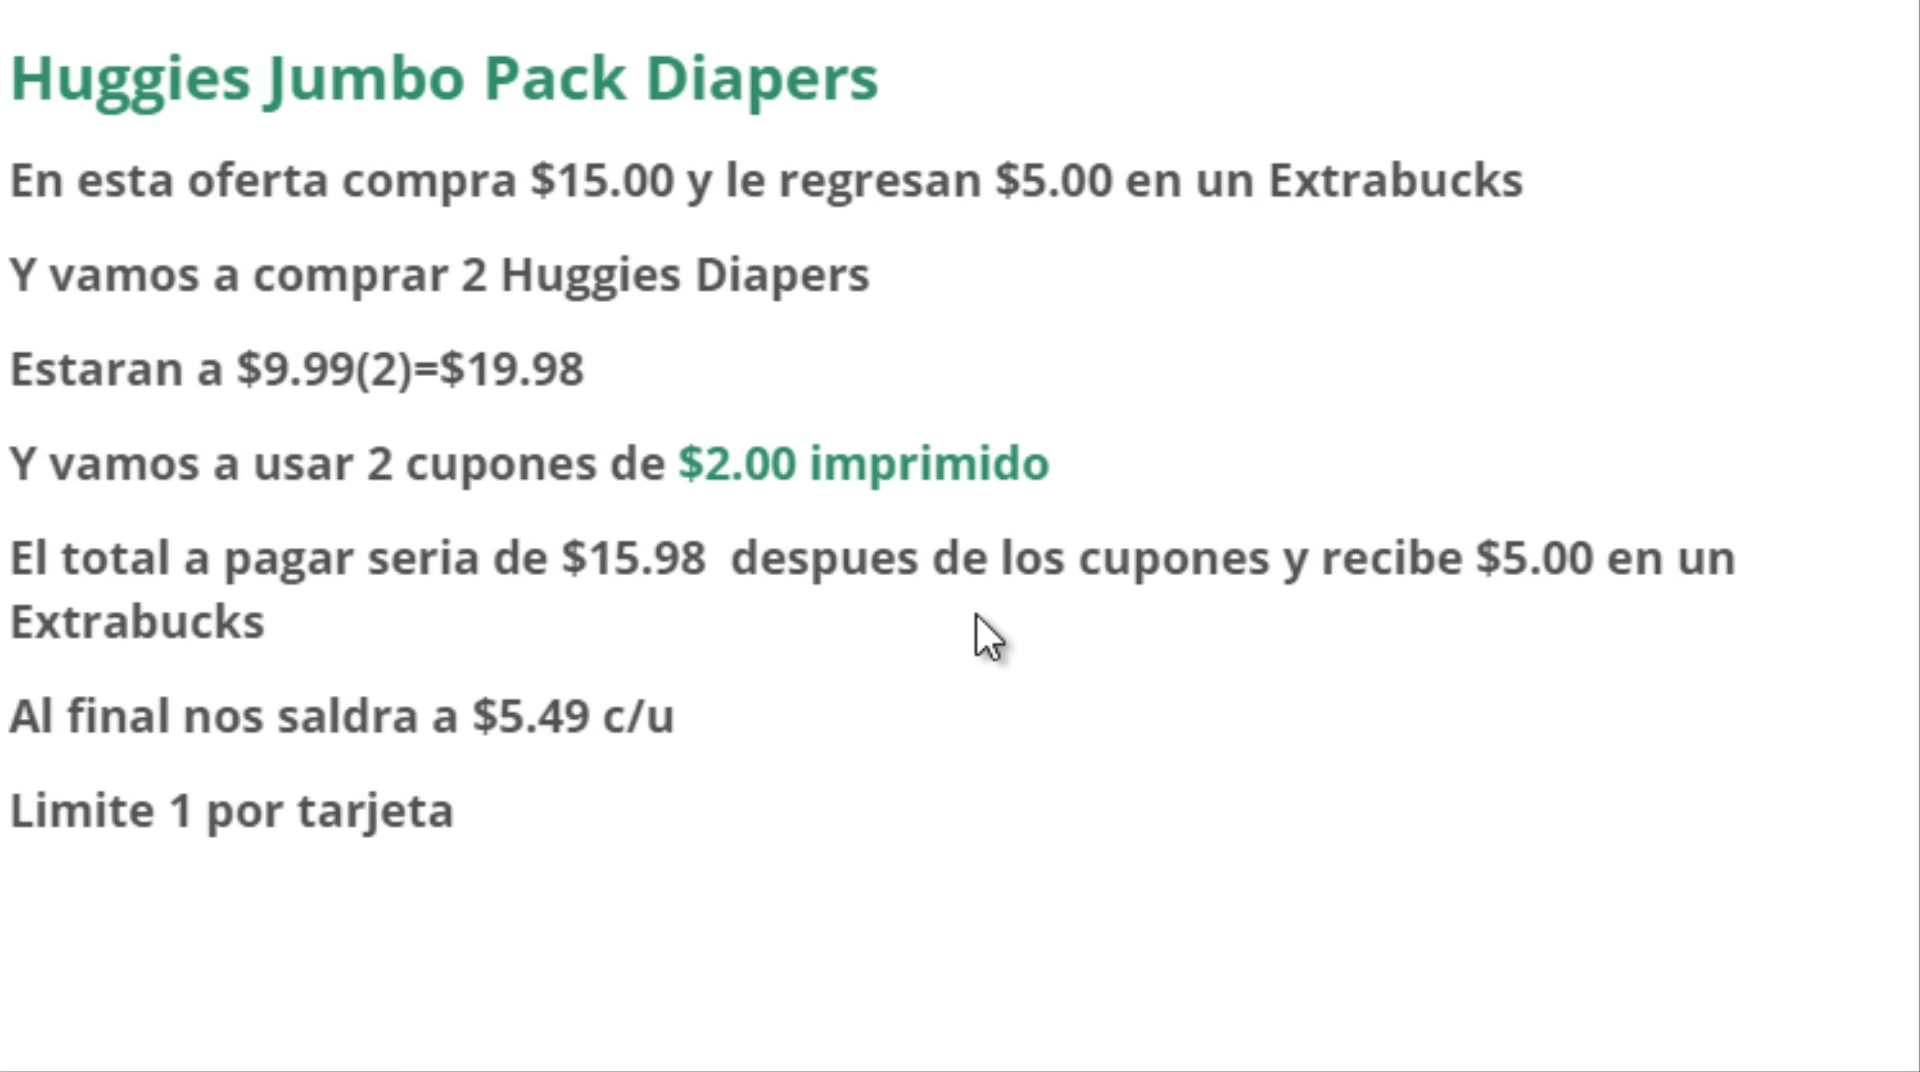 Huggies Jumbo Pack Diapers
En esta oferta compra $15.00 y le regresan $5.00 en un Extrabucks
Y vamos a comprar 2 Huggies Diapers
Estaran a $9.99(2)=$19.98
Y vamos a usar 2 cupones de $2.00 imprimido
El total a pagar seria de $15.98  despues de los cupones y recibe $5.00 en un
Extrabucks
Al final nos saldra a $5.49 c/u
Limite 1 por tarjeta